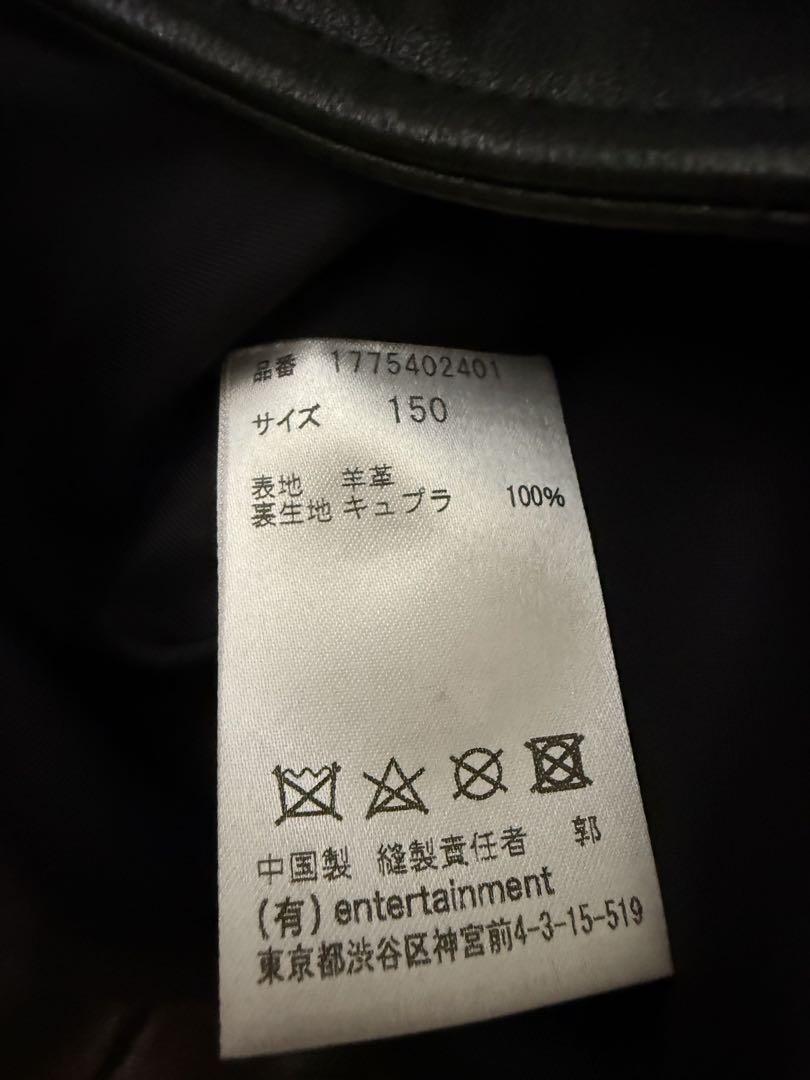 品番 1775402401
サイズ 150
表地 羊革
裏生地 キュプラ 100%
中国製 縫製責任者 郭
(有) entertainment
東京都渋谷区神宮前4-3-15-519